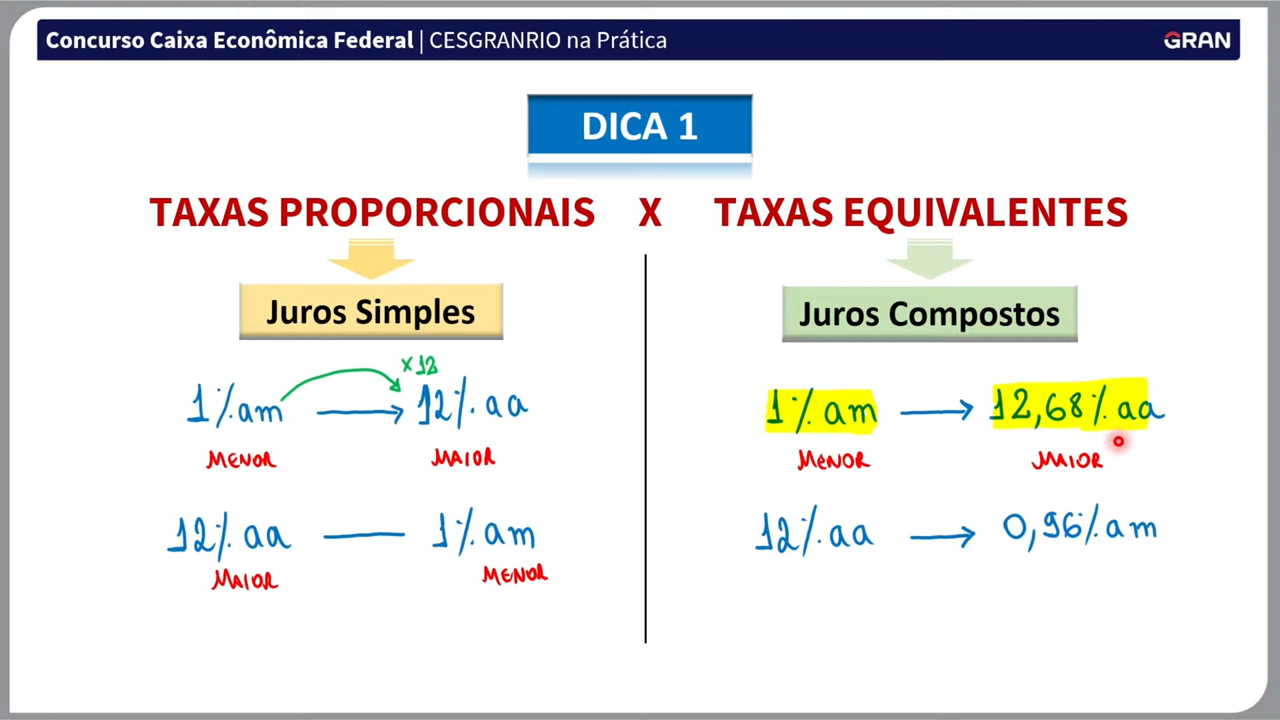 Concurso Caixa Econômica Federal | CESGRANRIO na Prática
GRAN
DICA 1
TAXAS PROPORCIONAIS X TAXAS EQUIVALENTES
Juros Simples
Juros Compostos
x12
1% am → 12% aa
MENOR MAIOR
12% aa — 1% am
MAIOR MENOR
1% am → 12,68% aa
MENOR MAIOR
12% aa → 0,96% am